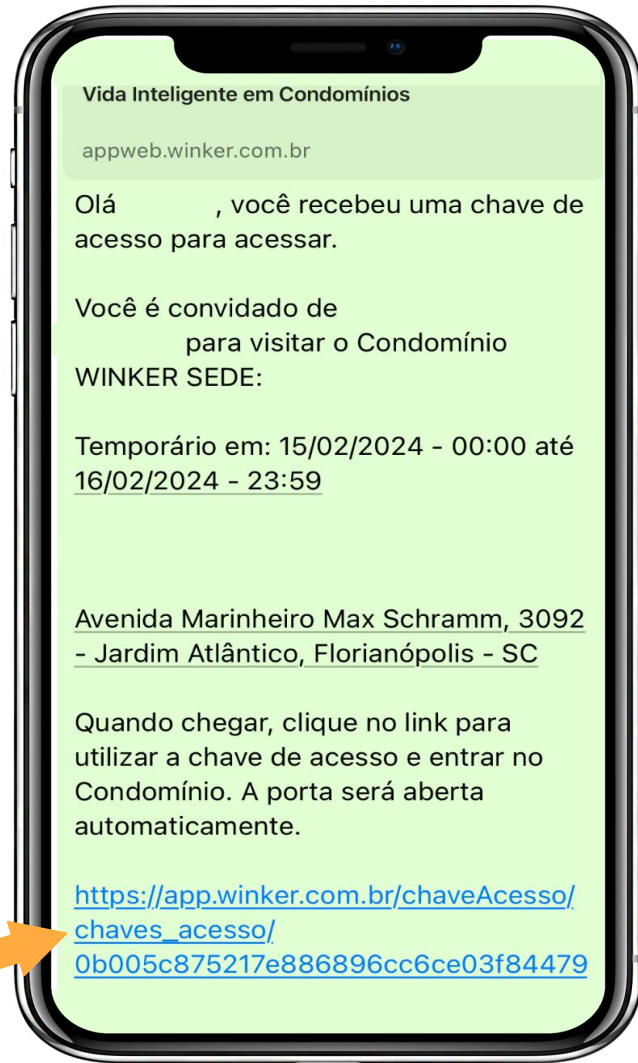 Vida Inteligente em Condomínios
appweb.winker.com.br
Olá , você recebeu uma chave de
acesso para acessar.
Você é convidado de
para visitar o Condomínio
WINKER SEDE:
Temporário em: 15/02/2024 - 00:00 até
16/02/2024 - 23:59
Avenida Marinheiro Max Schramm, 3092
- Jardim Atlântico, Florianópolis - SC
Quando chegar, clique no link para
utilizar a chave de acesso e entrar no
Condomínio. A porta será aberta
automaticamente.
https://app.winker.com.br/chaveAcesso/
chaves_acesso/
0b005c875217e886896cc6ce03f84479